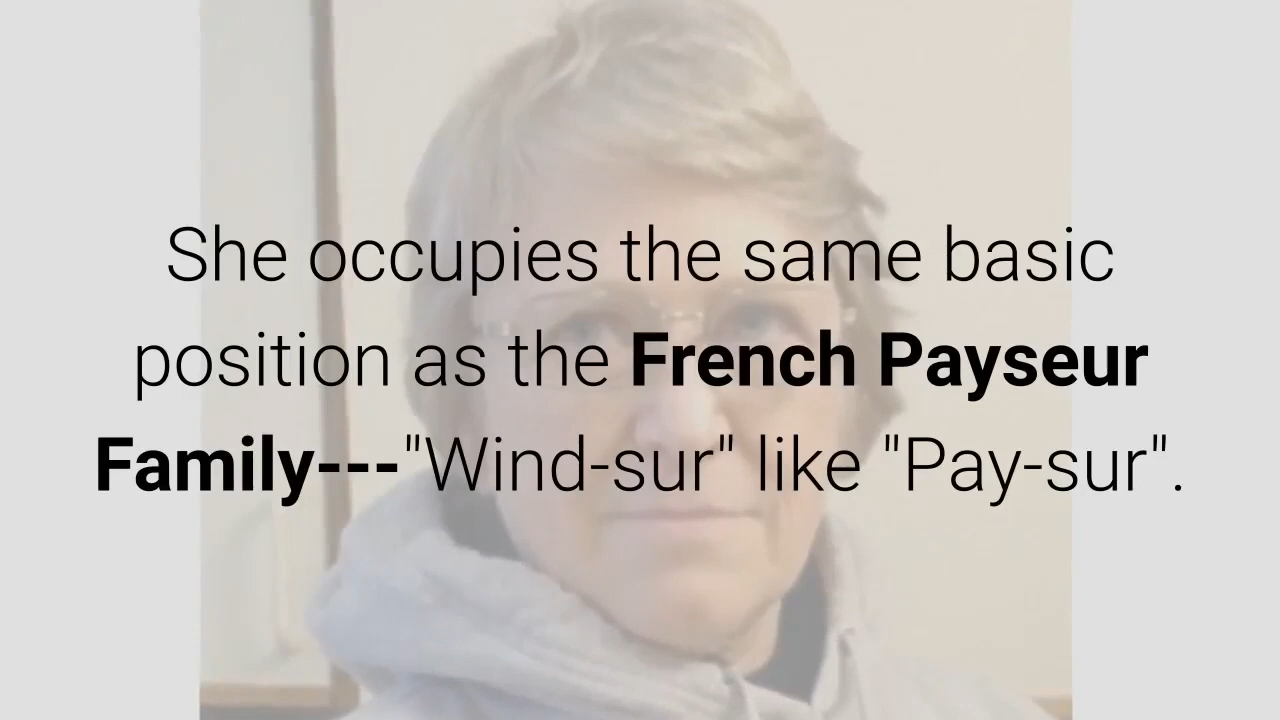 She occupies the same basic
position as the French Payseur
Family---"Wind-sur" like "Pay-sur".